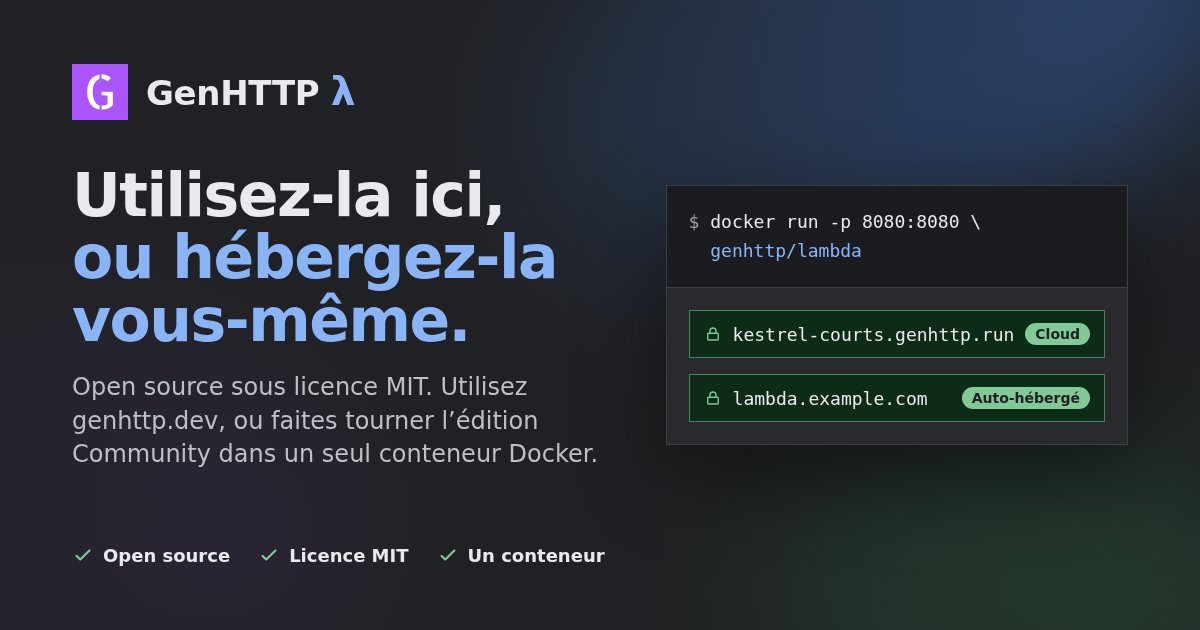 GenHTTP λ
Utilisez-la ici,
ou hébergez-la
vous-même.
Open source sous licence MIT. Utilisez
genhttp.dev, ou faites tourner l’édition
Community dans un seul conteneur Docker.
Open source
Licence MIT
Un conteneur
$ docker run -p 8080:8080 \
genhttp/lambda
kestrel-courts.genhttp.run Cloud
lambda.example.com Auto-hébergé